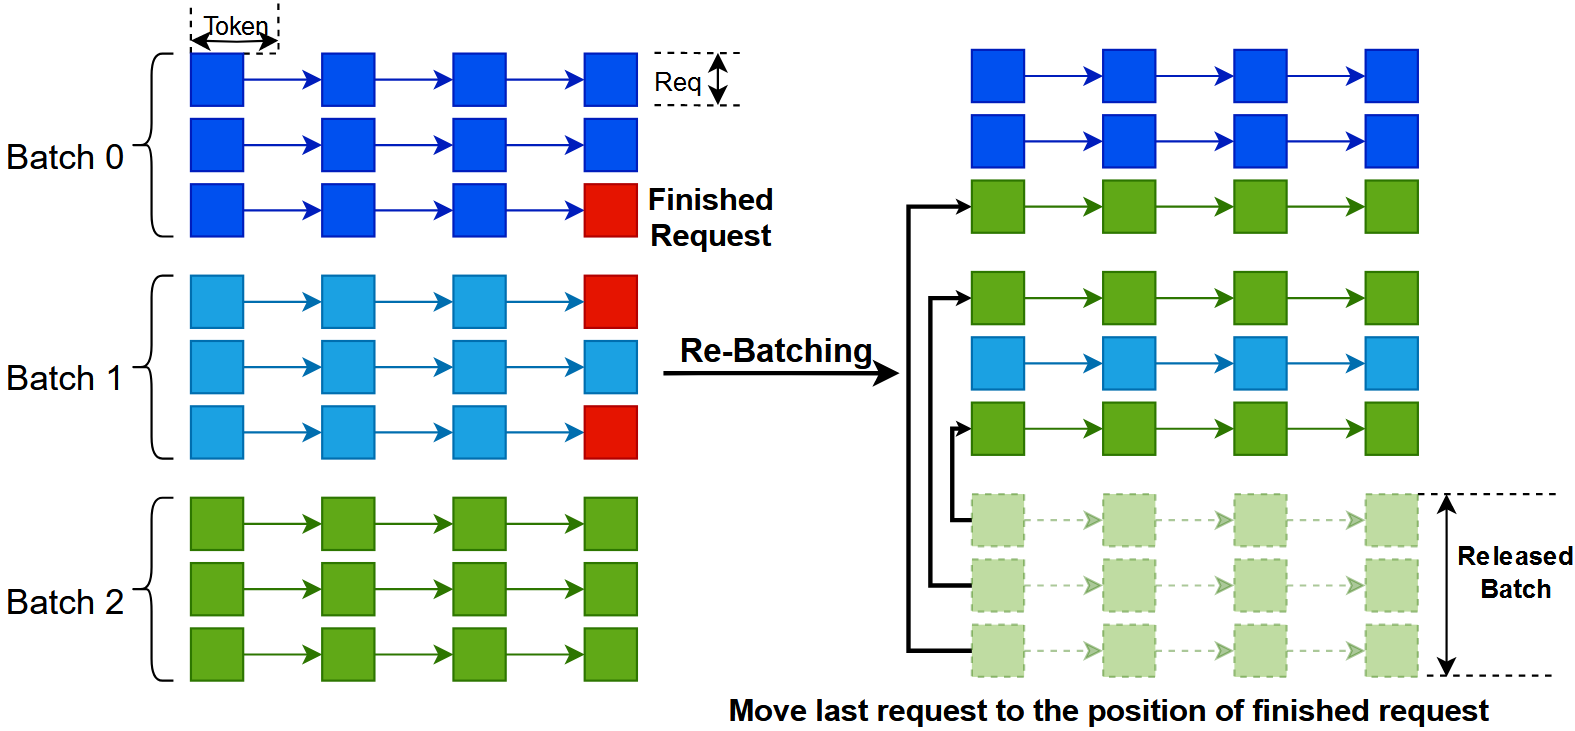 Token
Req
Batch 0
Finished
Request
Batch 1
Re-Batching
Batch 2
Released
Batch
Move last request to the position of finished request